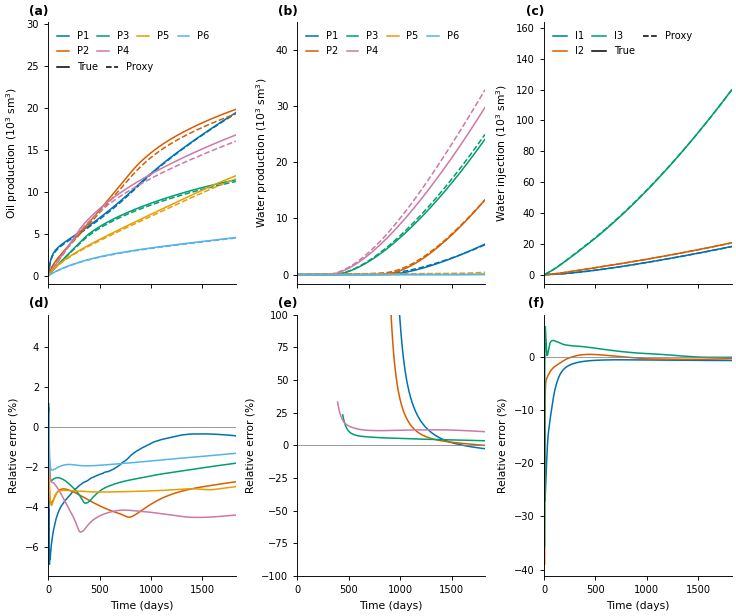 (a)
P1 P3 P5 P6
P2 P4
True Proxy
30
25
20
15
10
5
0
Oil production (10³ sm³)
(b)
P1 P3 P5 P6
P2 P4
40
30
20
10
0
Water production (10³ sm³)
(c)
I1 I3 Proxy
I2 True
160
140
120
100
80
60
40
20
0
Water injection (10³ sm³)
(d)
4
2
0
−2
−4
−6
Relative error (%)
0 500 1000 1500
Time (days)
(e)
100
75
50
25
0
−25
−50
−75
−100
Relative error (%)
0 500 1000 1500
Time (days)
(f)
0
−10
−20
−30
−40
Relative error (%)
0 500 1000 1500
Time (days)